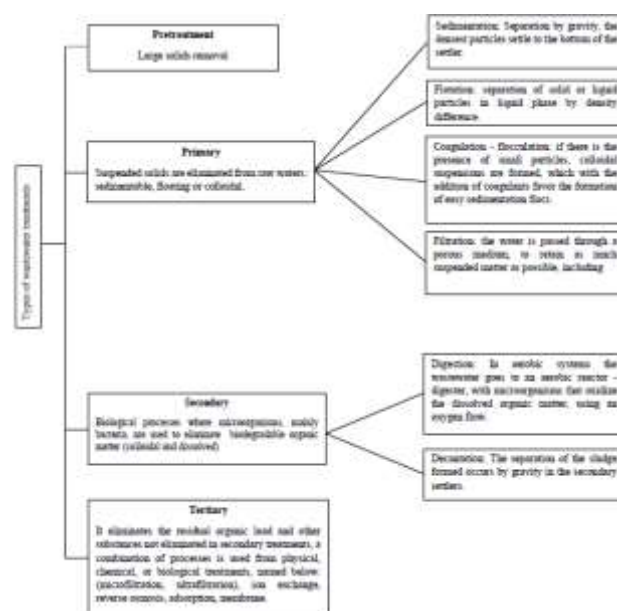 Types of wastewater treatments
Pretreatment
Large solids removal
Primary
Suspended solids are eliminated from raw waters,
sedimentable, floating or colloidal.
Sedimentation: Separation by gravity, the
densest particles settle to the bottom of the
settler.
Flotation: separation of solid or liquid
particles in liquid phase by density
difference.
Coagulation - flocculation: if there is the
presence of small particles, colloidal
suspensions are formed, which with the
addition of coagulants favor the formation
of easy sedimentation flocs.
Filtration: the water is passed through a
porous medium, to retain as much
suspended matter as possible, including
Secondary
Biological processes where microorganisms, mainly
bacteria, are used to eliminate biodegradable organic
matter (colloidal and dissolved)
Digestion: In aerobic systems the
wastewater goes to an aerobic reactor -
digester, with microorganisms that oxidize
the dissolved organic matter, using an
oxygen flow.
Decantation: The separation of the sludge
formed occurs by gravity in the secondary
settlers.
Tertiary
It eliminates the residual organic load and other
substances not eliminated in secondary treatments, a
combination of processes is used from physical,
chemical, or biological treatments, named below:
(microfiltration, ultrafiltration), ion exchange,
reverse osmosis, adsorption, membrane.